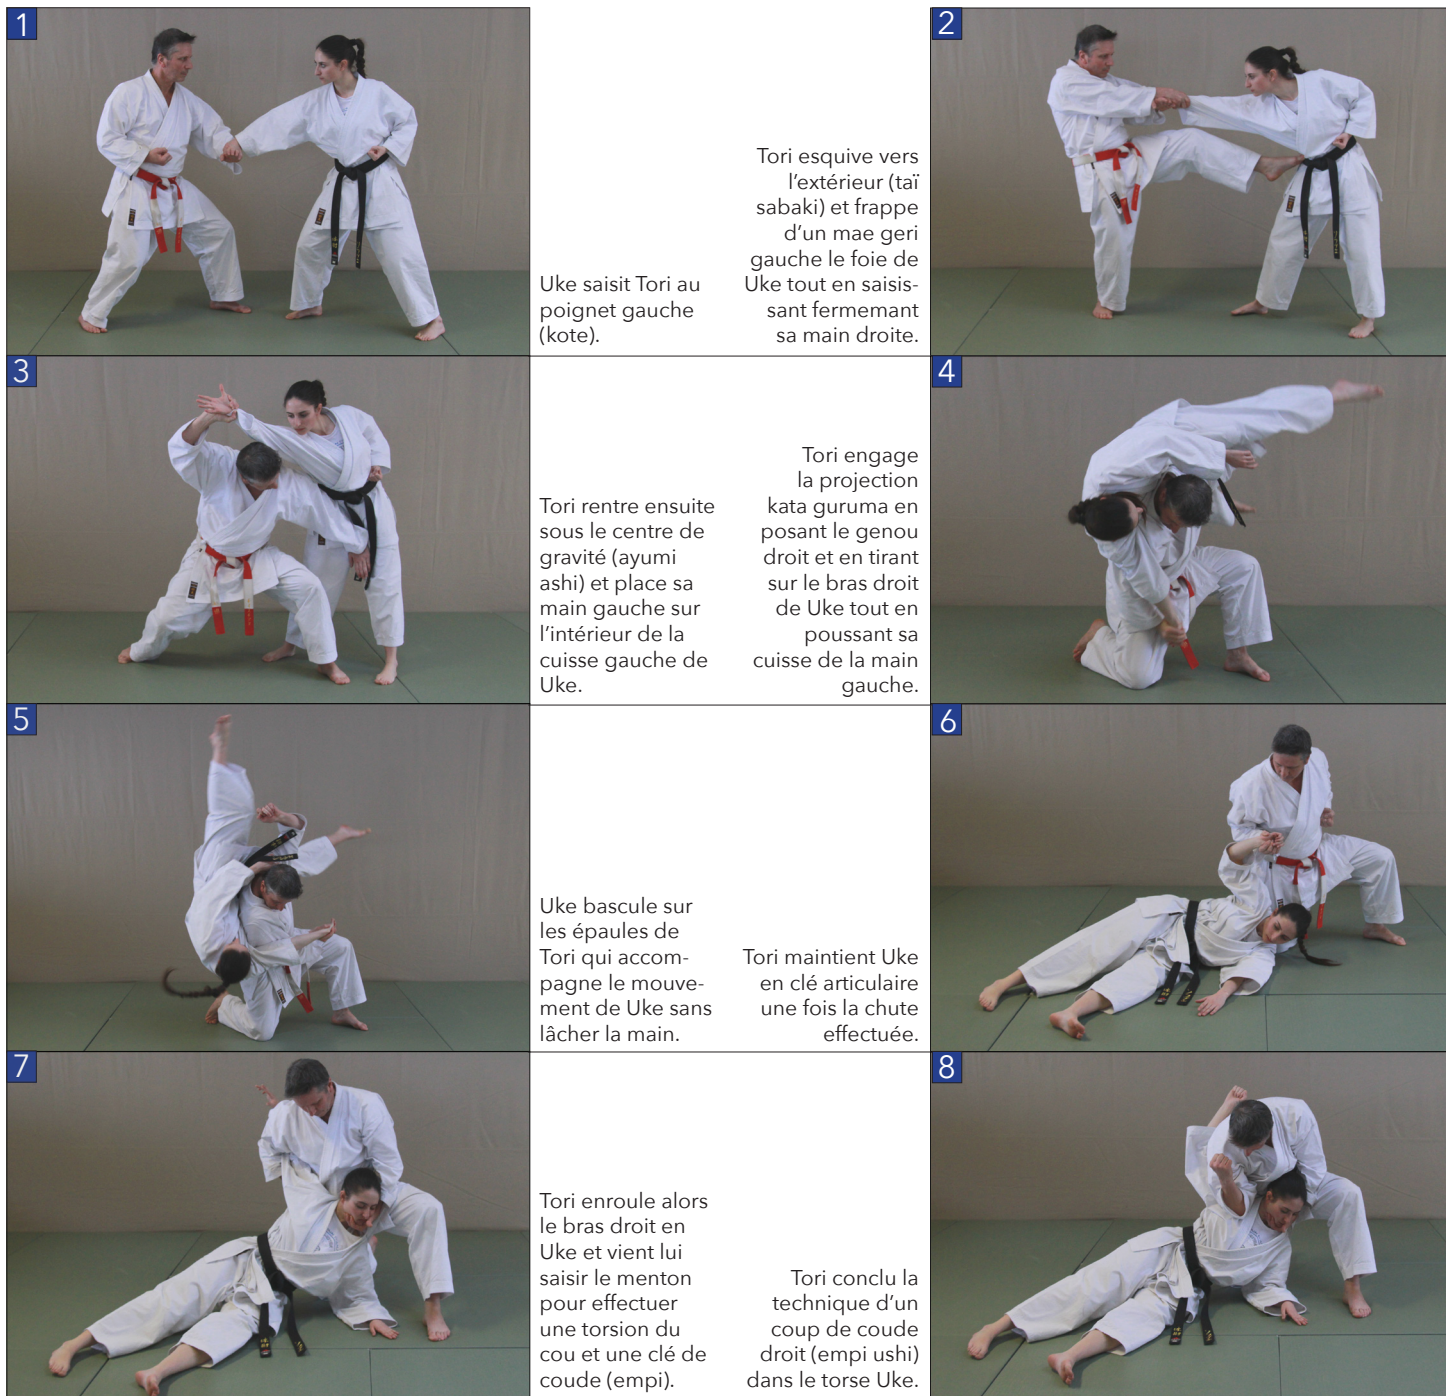 1
Uke saisit Tori au
poignet gauche
(kote).
2
Tori esquive vers
l'extérieur (taï
sabaki) et frappe
d'un mae geri
gauche le foie de
Uke tout en saisis-
sant fermemant
sa main droite.
3
Tori rentre ensuite
sous le centre de
gravité (ayumi
ashi) et place sa
main gauche sur
l'intérieur de la
cuisse gauche de
Uke.
4
Tori engage
la projection
kata guruma en
posant le genou
droit et en tirant
sur le bras droit
de Uke tout en
poussant sa
cuisse de la main
gauche.
5
Uke bascule sur
les épaules de
Tori qui accom-
pagne le mouve-
ment de Uke sans
lâcher la main.
6
Tori maintient Uke
en clé articulaire
une fois la chute
effectuée.
7
Tori enroule alors
le bras droit en
Uke et vient lui
saisir le menton
pour effectuer
une torsion du
cou et une clé de
coude (empi).
8
Tori conclu la
technique d'un
coup de coude
droit (empi ushi)
dans le torse Uke.